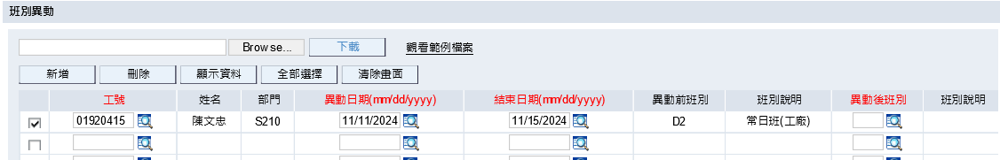 班別異動
Browse... 下載 觀看範例檔案
新增 刪除 顯示資料 全部選擇 清除畫面
工號 姓名 部門 異動日期(mm/dd/yyyy) 結束日期(mm/dd/yyyy) 異動前班別 班別說明 異動後班別 班別說明
01920415 陳文忠 S210 11/11/2024 11/15/2024 D2 常日班(工廠)